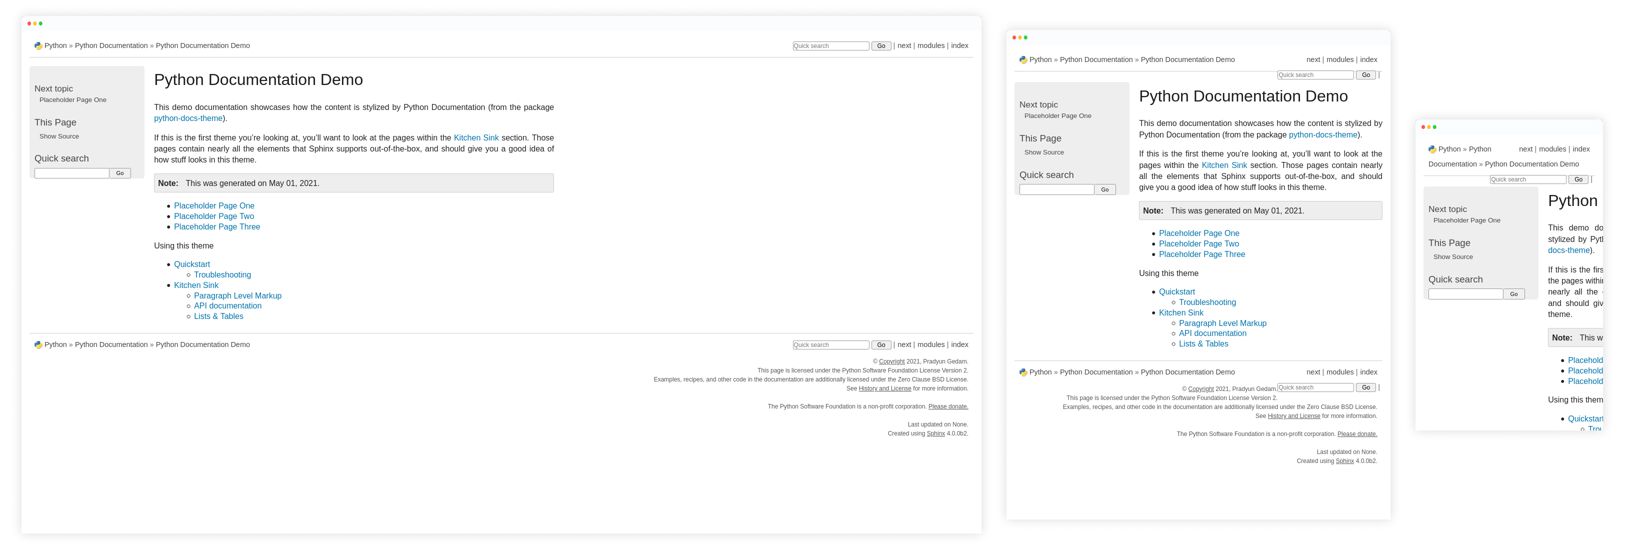 Python » Python Documentation » Python Documentation Demo
Quick search Go | next | modules | index
Next topic
Placeholder Page One
This Page
Show Source
Quick search
Go
Python Documentation Demo
This demo documentation showcases how the content is stylized by Python Documentation (from the package
python-docs-theme).
If this is the first theme you're looking at, you'll want to look at the pages within the Kitchen Sink section. Those
pages contain nearly all the elements that Sphinx supports out-of-the-box, and should give you a good idea of
how stuff looks in this theme.
Note: This was generated on May 01, 2021.
Placeholder Page One
Placeholder Page Two
Placeholder Page Three
Using this theme
Quickstart
Troubleshooting
Kitchen Sink
Paragraph Level Markup
API documentation
Lists & Tables
Python » Python Documentation » Python Documentation Demo
Quick search Go | next | modules | index
© Copyright 2021, Pradyun Gedam.
This page is licensed under the Python Software Foundation License Version 2.
Examples, recipes, and other code in the documentation are additionally licensed under the Zero Clause BSD License.
See History and License for more information.
The Python Software Foundation is a non-profit corporation. Please donate.
Last updated on None.
Created using Sphinx 4.0.0b2.
Python » Python Documentation » Python Documentation Demo
next | modules | index
Quick search Go |
Next topic
Placeholder Page One
This Page
Show Source
Quick search
Go
Python Documentation Demo
This demo documentation showcases how the content is stylized by
Python Documentation (from the package python-docs-theme).
If this is the first theme you're looking at, you'll want to look at the
pages within the Kitchen Sink section. Those pages contain nearly
all the elements that Sphinx supports out-of-the-box, and should
give you a good idea of how stuff looks in this theme.
Note: This was generated on May 01, 2021.
Placeholder Page One
Placeholder Page Two
Placeholder Page Three
Using this theme
Quickstart
Troubleshooting
Kitchen Sink
Paragraph Level Markup
API documentation
Lists & Tables
Python » Python Documentation » Python Documentation Demo
next | modules | index
© Copyright 2021, Pradyun Gedam. Quick search Go |
This page is licensed under the Python Software Foundation License Version 2.
Examples, recipes, and other code in the documentation are additionally licensed under the Zero Clause BSD License.
See History and License for more information.
The Python Software Foundation is a non-profit corporation. Please donate.
Last updated on None.
Created using Sphinx 4.0.0b2.
Python » Python
next | modules | index
Documentation » Python Documentation Demo
Quick search Go |
Next topic
Placeholder Page One
This Page
Show Source
Quick search
Go
Python
This demo do
stylized by Pyt
docs-theme).
If this is the firs
the pages withi
nearly all the
and should giv
theme.
Note: This w
Placehold
Placehold
Placehold
Using this them
Quickstart